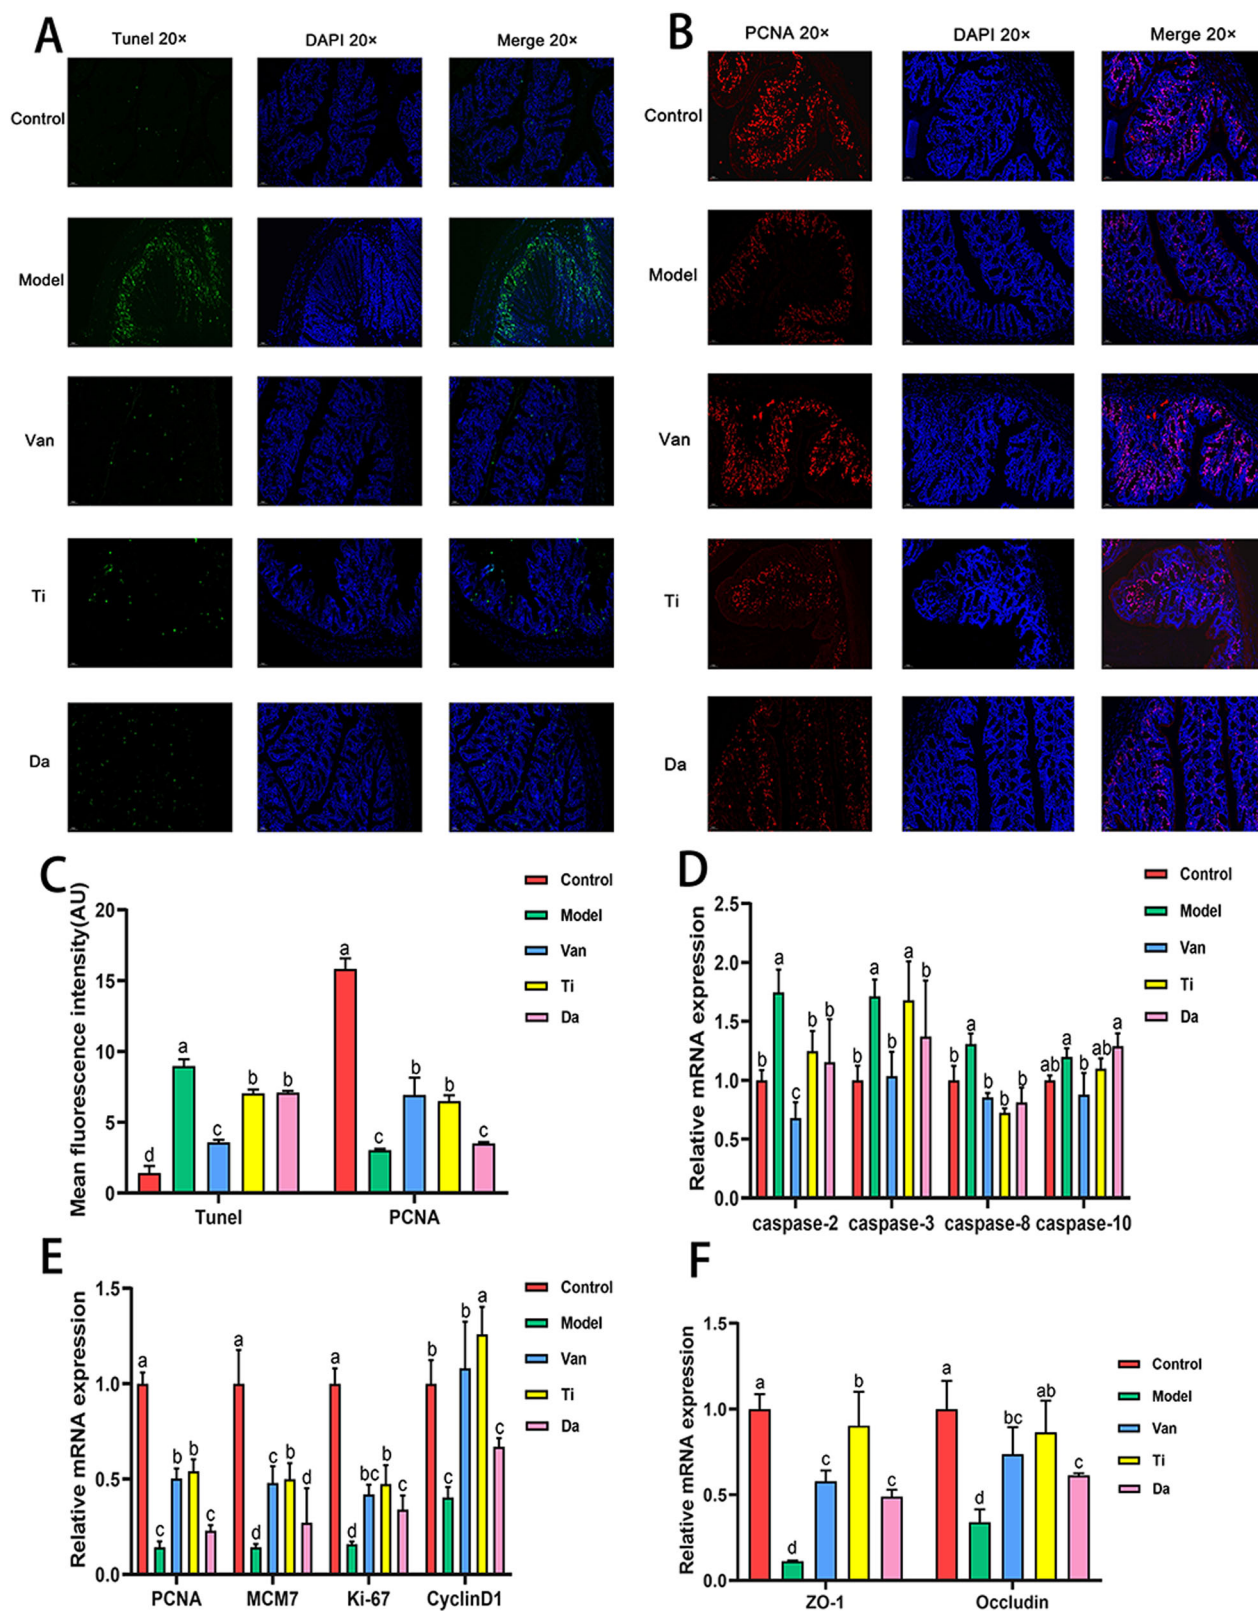 A
Tunel 20×
DAPI 20×
Merge 20×
Control
Model
Van
Ti
Da
B
PCNA 20×
DAPI 20×
Merge 20×
Control
Model
Van
Ti
Da
C
Mean fluorescence intensity(AU)
20
15
10
5
0
d
a
c
b
b
a
c
b
b
c
Tunel
PCNA
Control
Model
Van
Ti
Da
D
Relative mRNA expression
2.5
2.0
1.5
1.0
0.5
0.0
b
a
c
b
b
b
a
b
a
b
b
a
b
b
b
ab
a
b
ab
a
caspase-2
caspase-3
caspase-8
caspase-10
Control
Model
Van
Ti
Da
E
Relative mRNA expression
1.5
1.0
0.5
0.0
a
c
b
b
c
a
d
c
b
d
a
d
bc
b
c
b
c
b
a
c
PCNA
MCM7
Ki-67
CyclinD1
Control
Model
Van
Ti
Da
F
Relative mRNA expression
1.5
1.0
0.5
0.0
a
d
c
b
c
a
d
bc
ab
c
ZO-1
Occludin
Control
Model
Van
Ti
Da